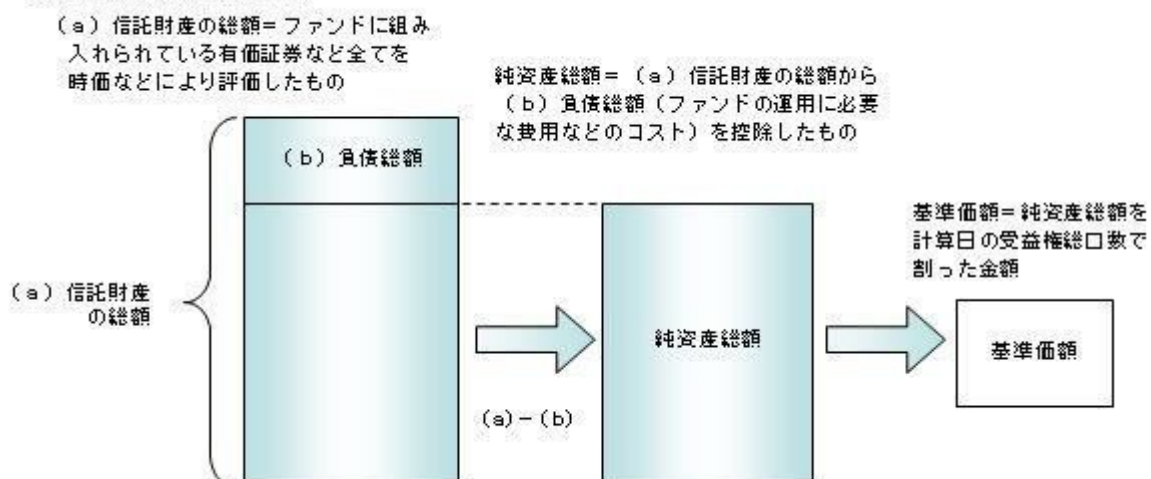 (a)信託財産の総額=ファンドに組み
入れられている有価証券など全てを
時価などにより評価したもの
純資産総額=(a)信託財産の総額から
(b)負債総額(ファンドの運用に必要
な費用などのコスト)を控除したもの
(b)負債総額
基準価額=純資産総額を
計算日の受益権総口数で
割った金額
(a)信託財産
の総額
純資産総額
基準価額
(a)-(b)